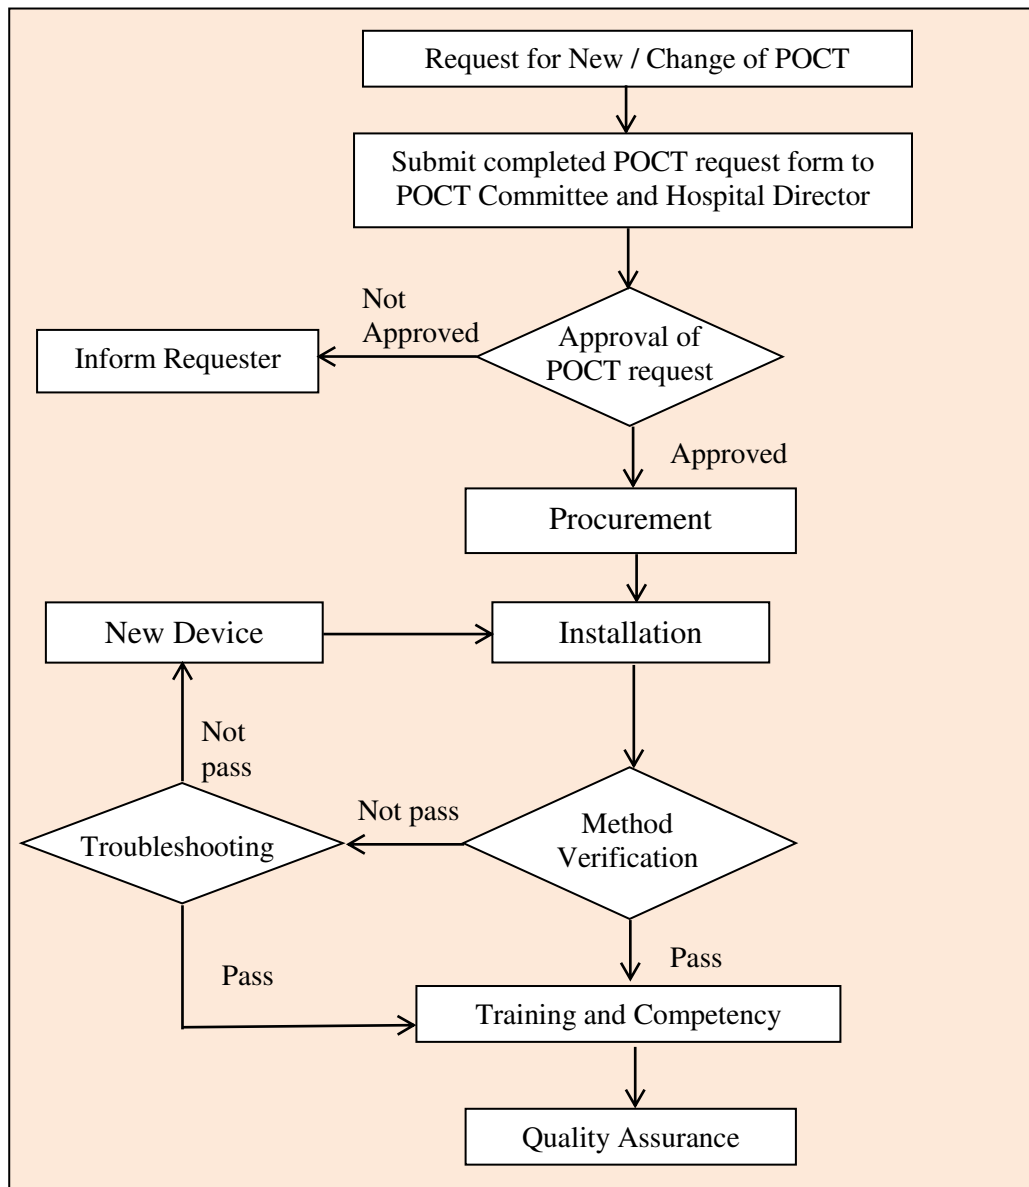 Request for New / Change of POCT
Submit completed POCT request form to
POCT Committee and Hospital Director
Not
Approved
Approval of
POCT request
Inform Requester
Approved
Procurement
New Device
Installation
Not
pass
Not pass
Method
Verification
Troubleshooting
Pass
Pass
Training and Competency
Quality Assurance